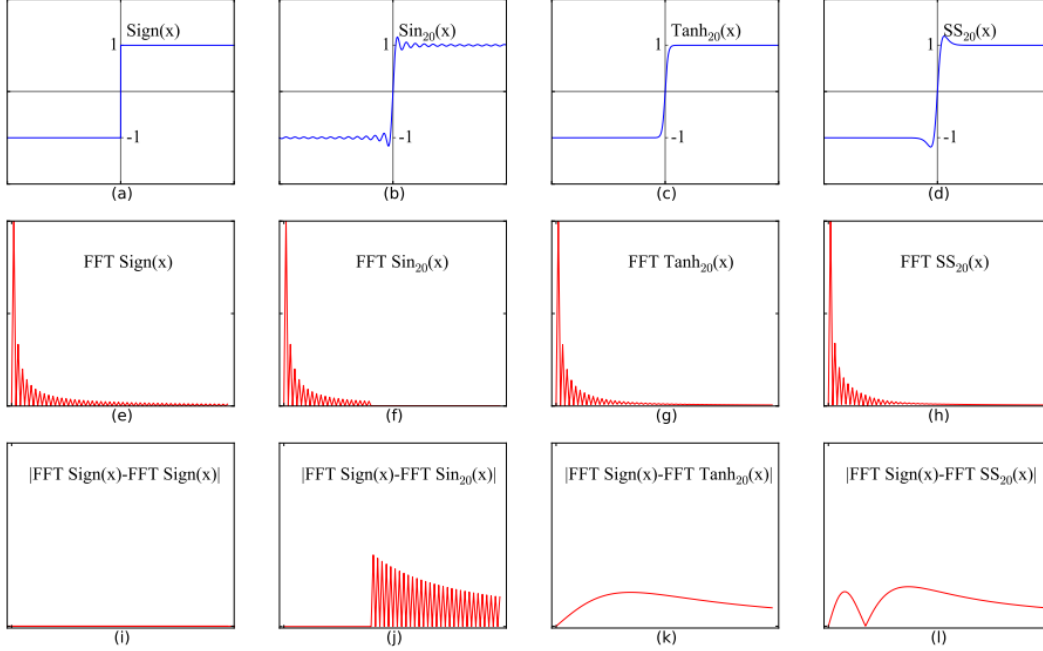 Sign(x)
1
-1
(a)
Sin₂₀(x)
1
-1
(b)
Tanh₂₀(x)
1
-1
(c)
SS₂₀(x)
1
-1
(d)
FFT Sign(x)
(e)
FFT Sin₂₀(x)
(f)
FFT Tanh₂₀(x)
(g)
FFT SS₂₀(x)
(h)
|FFT Sign(x)-FFT Sign(x)|
(i)
|FFT Sign(x)-FFT Sin₂₀(x)|
(j)
|FFT Sign(x)-FFT Tanh₂₀(x)|
(k)
|FFT Sign(x)-FFT SS₂₀(x)|
(l)